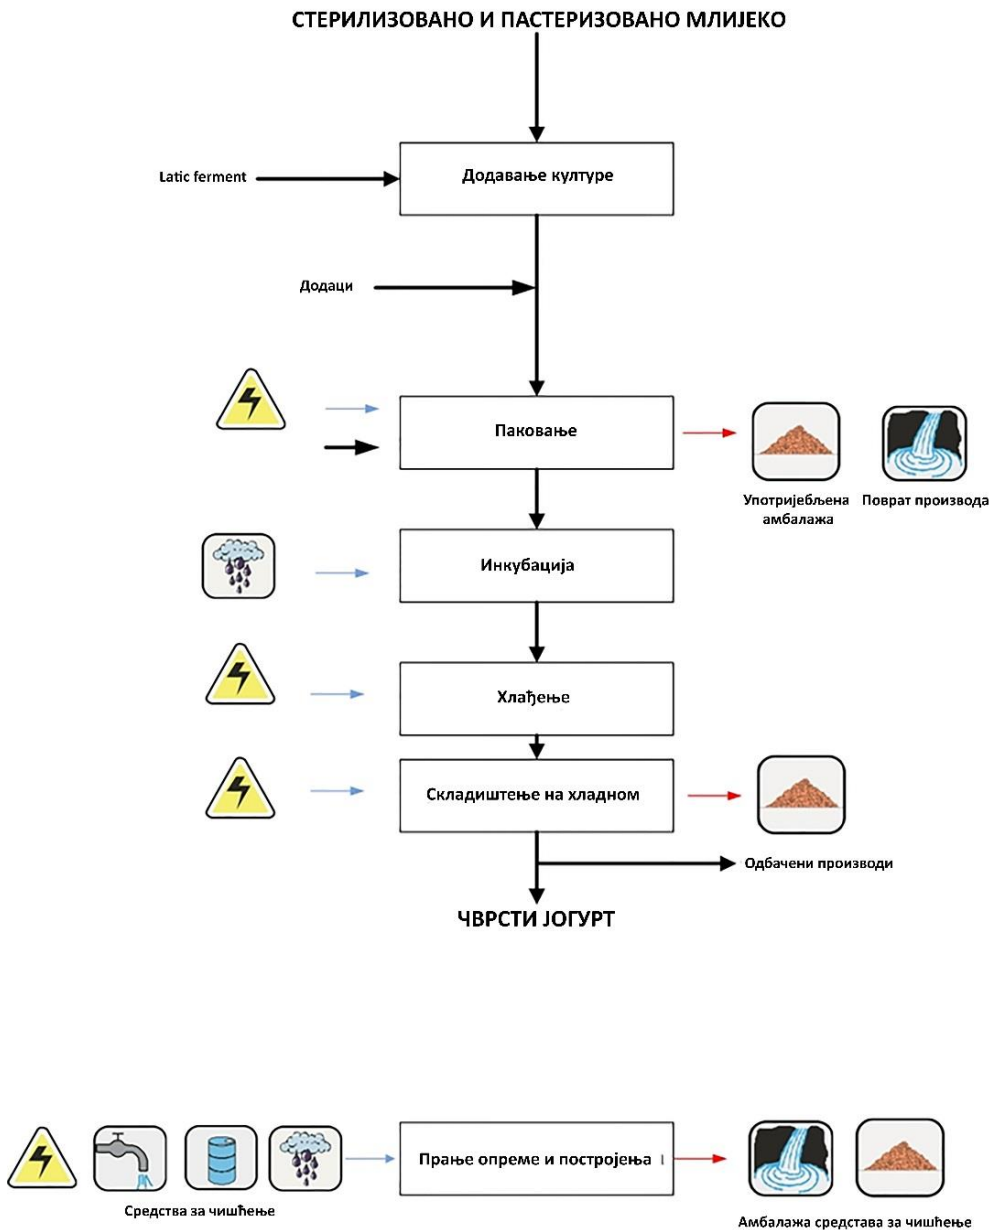 СТЕРИЛИЗОВАНО И ПАСТЕРИЗОВАНО МЛИЈЕКО
Додавање културе
Latic ferment
Додаци
Паковање
Употријебљена
амбалажа
Поврат производа
Инкубација
Хлађење
Складиштење на хладном
Одбачени производи
ЧВРСТИ ЈОГУРТ
Прање опреме и постројења
Средства за чишћење
Амбалажа средстава за чишћење